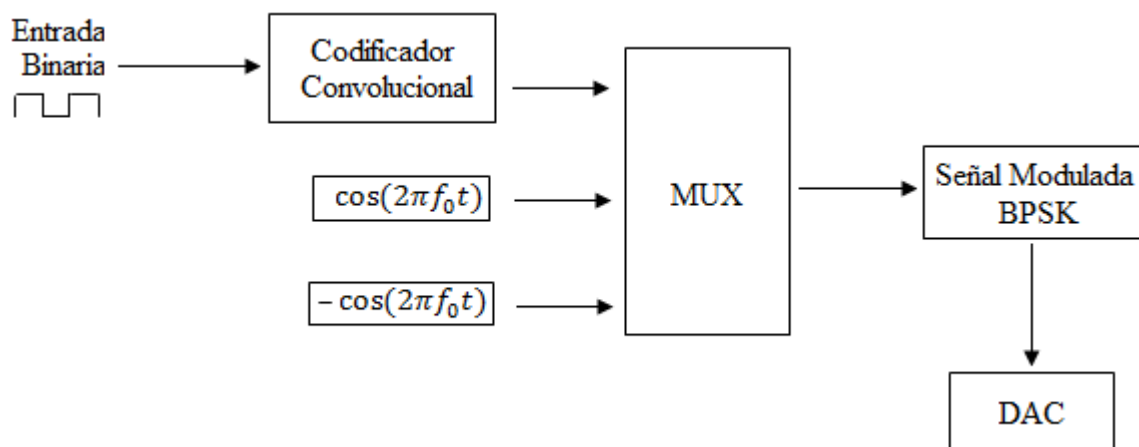 Entrada
Binaria
Codificador
Convolucional
cos(2πf₀t)
−cos(2πf₀t)
MUX
Señal Modulada
BPSK
DAC